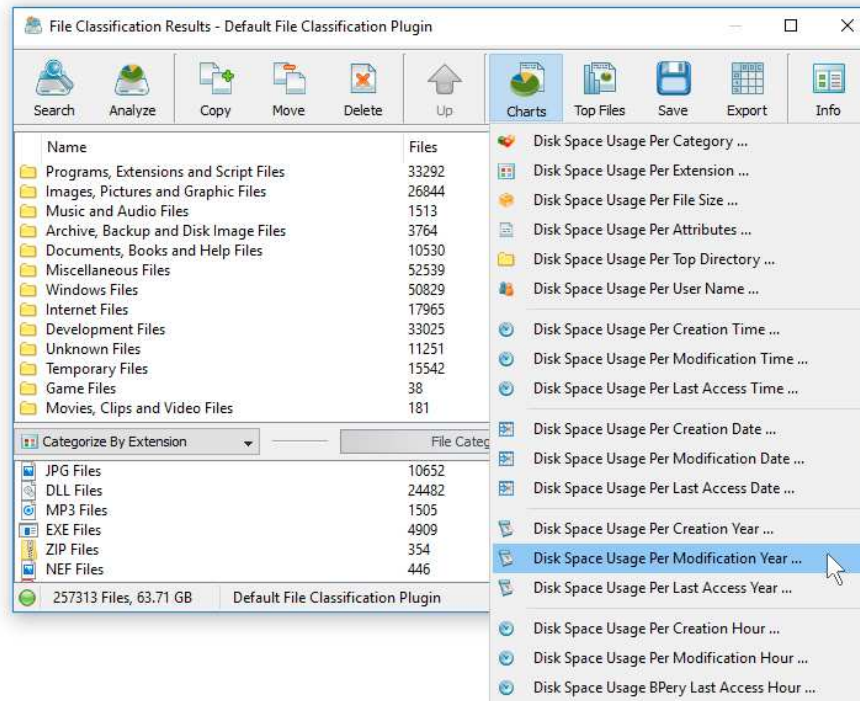 File Classification Results - Default File Classification Plugin
Search Analyze Copy Move Delete Up Charts Top Files Save Export Info
Name Files
Programs, Extensions and Script Files 33292
Images, Pictures and Graphic Files 26844
Music and Audio Files 1513
Archive, Backup and Disk Image Files 3764
Documents, Books and Help Files 10530
Miscellaneous Files 52539
Windows Files 50829
Internet Files 17965
Development Files 33025
Unknown Files 11251
Temporary Files 15542
Game Files 38
Movies, Clips and Video Files 181
Categorize By Extension File Categ
JPG Files 10652
DLL Files 24482
MP3 Files 1505
EXE Files 4909
ZIP Files 354
NEF Files 446
257313 Files, 63.71 GB Default File Classification Plugin
Disk Space Usage Per Category ...
Disk Space Usage Per Extension ...
Disk Space Usage Per File Size ...
Disk Space Usage Per Attributes ...
Disk Space Usage Per Top Directory ...
Disk Space Usage Per User Name ...
Disk Space Usage Per Creation Time ...
Disk Space Usage Per Modification Time ...
Disk Space Usage Per Last Access Time ...
Disk Space Usage Per Creation Date ...
Disk Space Usage Per Modification Date ...
Disk Space Usage Per Last Access Date ...
Disk Space Usage Per Creation Year ...
Disk Space Usage Per Modification Year ...
Disk Space Usage Per Last Access Year ...
Disk Space Usage Per Creation Hour ...
Disk Space Usage Per Modification Hour ...
Disk Space Usage BPery Last Access Hour ...